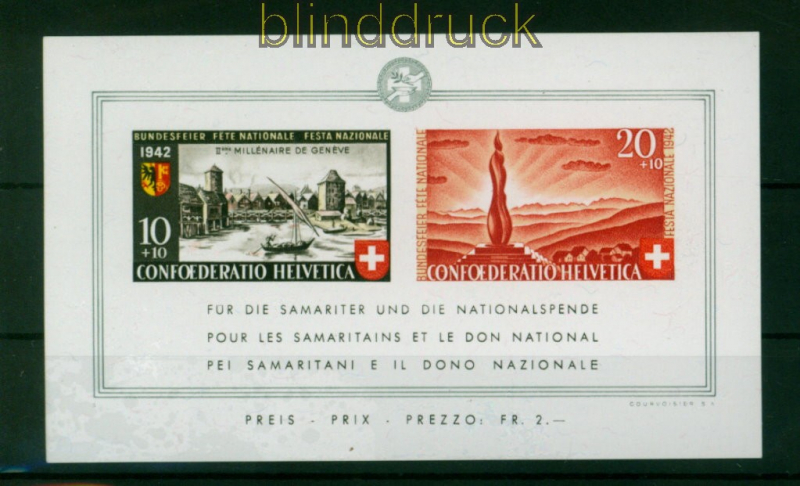 blinddruck
BUNDESFEIER FÊTE NATIONALE FESTA NAZIONALE
1942
IIME MILLÉNAIRE DE GENÈVE
10
+10
CONFOEDERATIO HELVETICA
BUNDESFEIER FÊTE NATIONALE
20
+10
FESTA NAZIONALE 1942
CONFOEDERATIO HELVETICA
FÜR DIE SAMARITER UND DIE NATIONALSPENDE
POUR LES SAMARITAINS ET LE DON NATIONAL
PEI SAMARITANI E IL DONO NAZIONALE
COURVOISIER S.A.
PREIS - PRIX - PREZZO: FR. 2.—